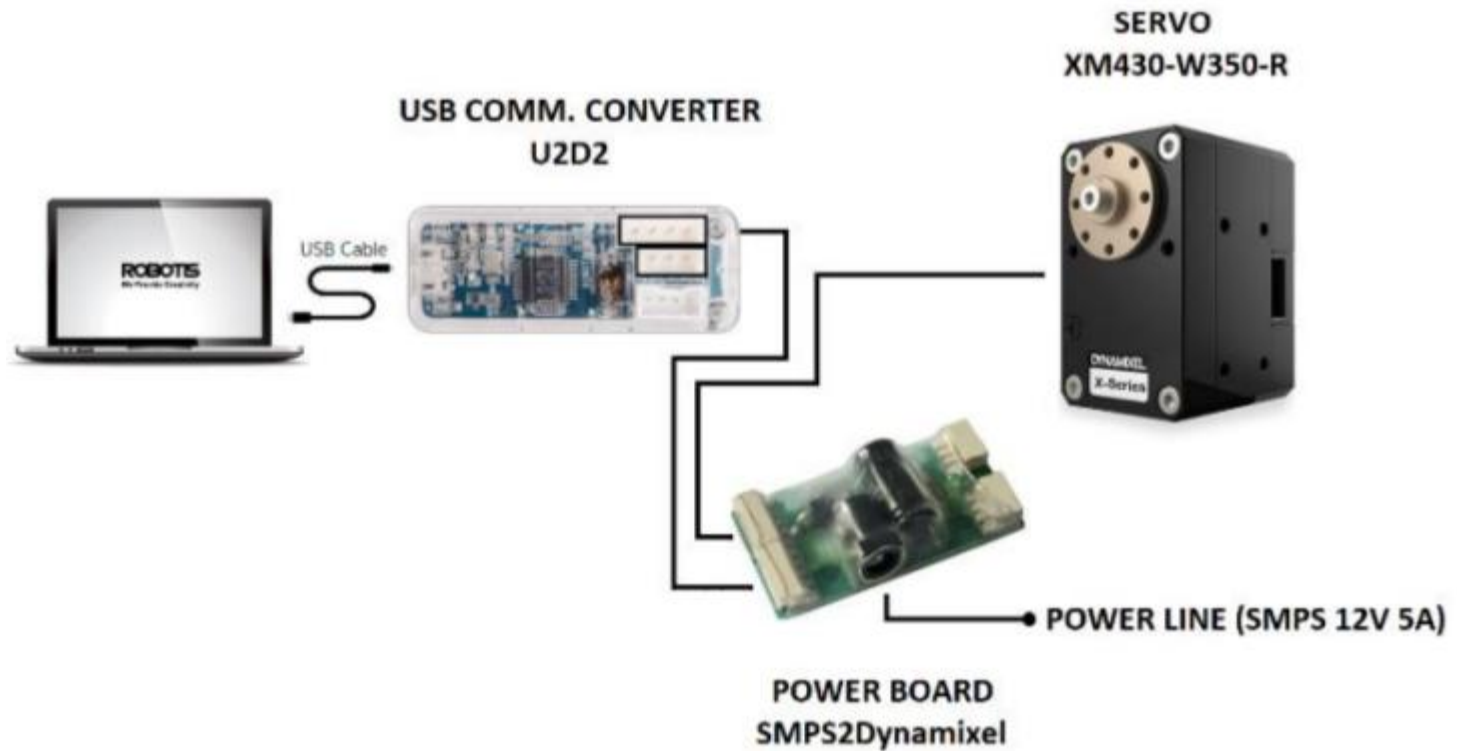 SERVO
XM430-W350-R
USB COMM. CONVERTER
U2D2
USB Cable
ROBOTIS
DYNAMIXEL
X-Series
POWER LINE (SMPS 12V 5A)
POWER BOARD
SMPS2Dynamixel